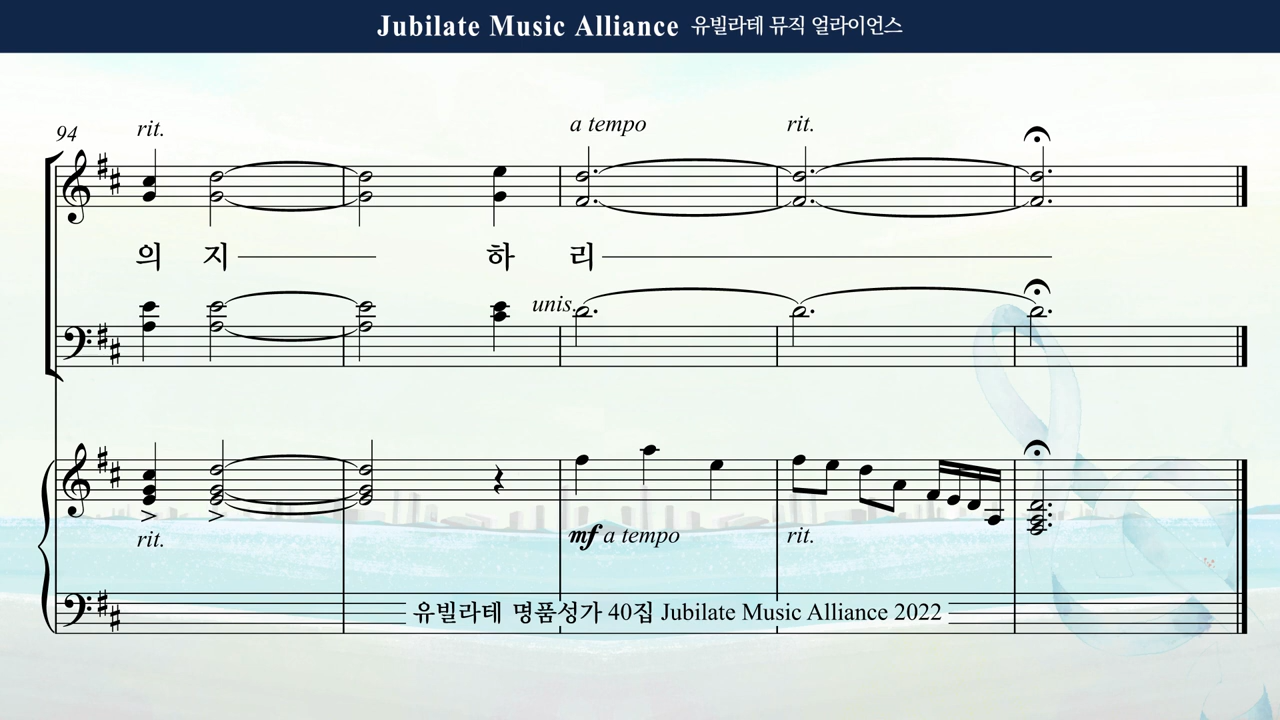 Jubilate Music Alliance 유빌라테 뮤직 얼라이언스
94 rit. a tempo rit.
의 지 하 리
unis.
rit. mf a tempo rit.
유빌라테 명품성가 40집 Jubilate Music Alliance 2022